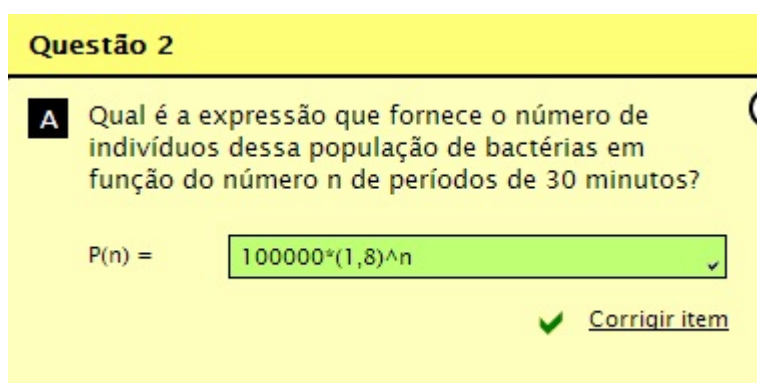 Questão 2
A Qual é a expressão que fornece o número de
indivíduos dessa população de bactérias em
função do número n de períodos de 30 minutos?
P(n) = 100000*(1,8)^n
Corrigir item